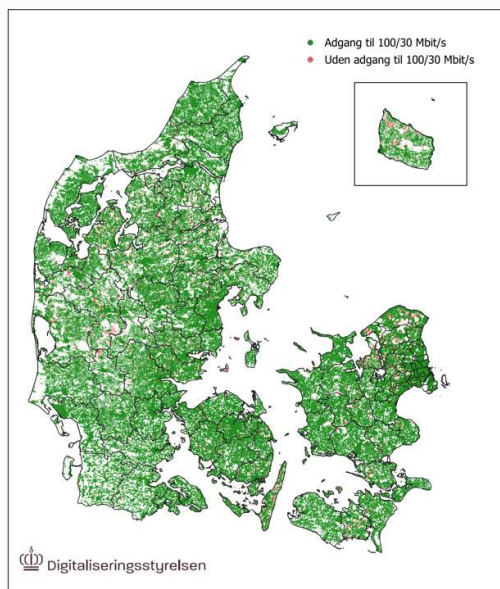 Adgang til 100/30 Mbit/s
Uden adgang til 100/30 Mbit/s
Digitaliseringsstyrelsen